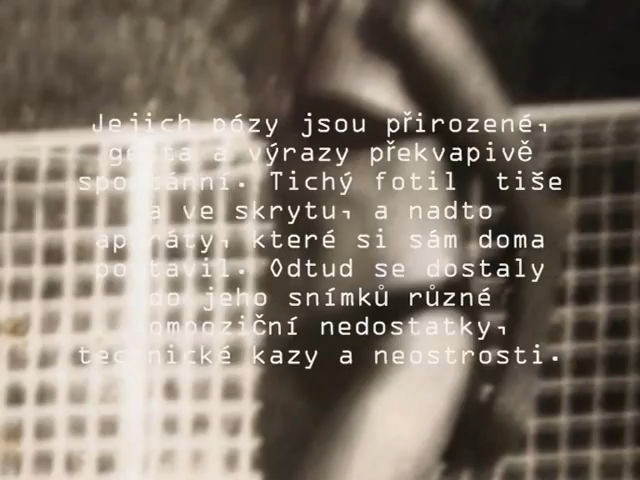 Jejich pózy jsou přirozené,
gesta a výrazy překvapivě
spontánní. Tichý fotil tiše
a ve skrytu, a nadto
aparáty, které si sám doma
postavil. Odtud se dostaly
do jeho snímků různé
kompoziční nedostatky,
technické kazy a neostrosti.